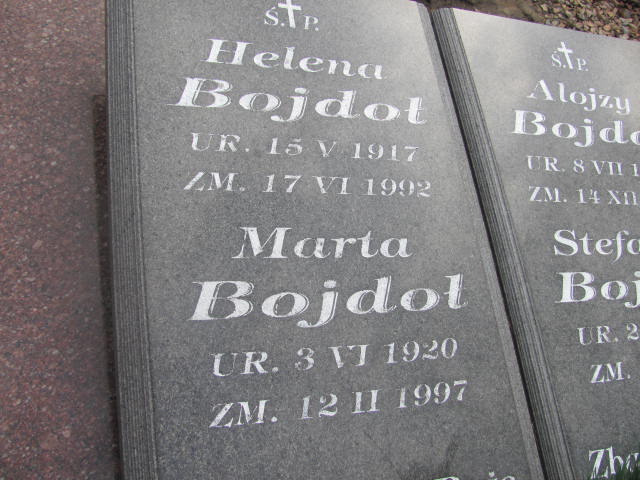 Ś.P.
Helena
Bojdoł
UR. 15 V 1917
ZM. 17 VI 1992
Marta
Bojdoł
UR. 3 VI 1920
ZM. 12 II 1997
Ś.P.
Alojzy
UR. 8 VII
ZM. 14 XII
UR.
ZM.